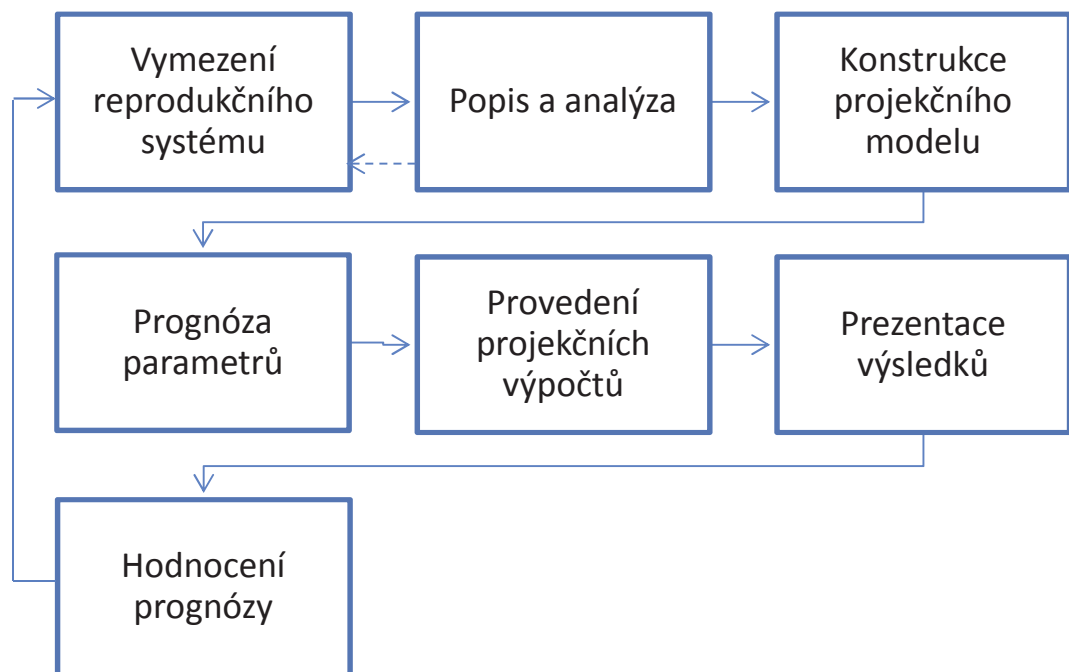 Vymezení
reprodukčního
systému
Popis a analýza
Konstrukce
projekčního
modelu
Prognóza
parametrů
Provedení
projekčních
výpočtů
Prezentace
výsledků
Hodnocení
prognózy